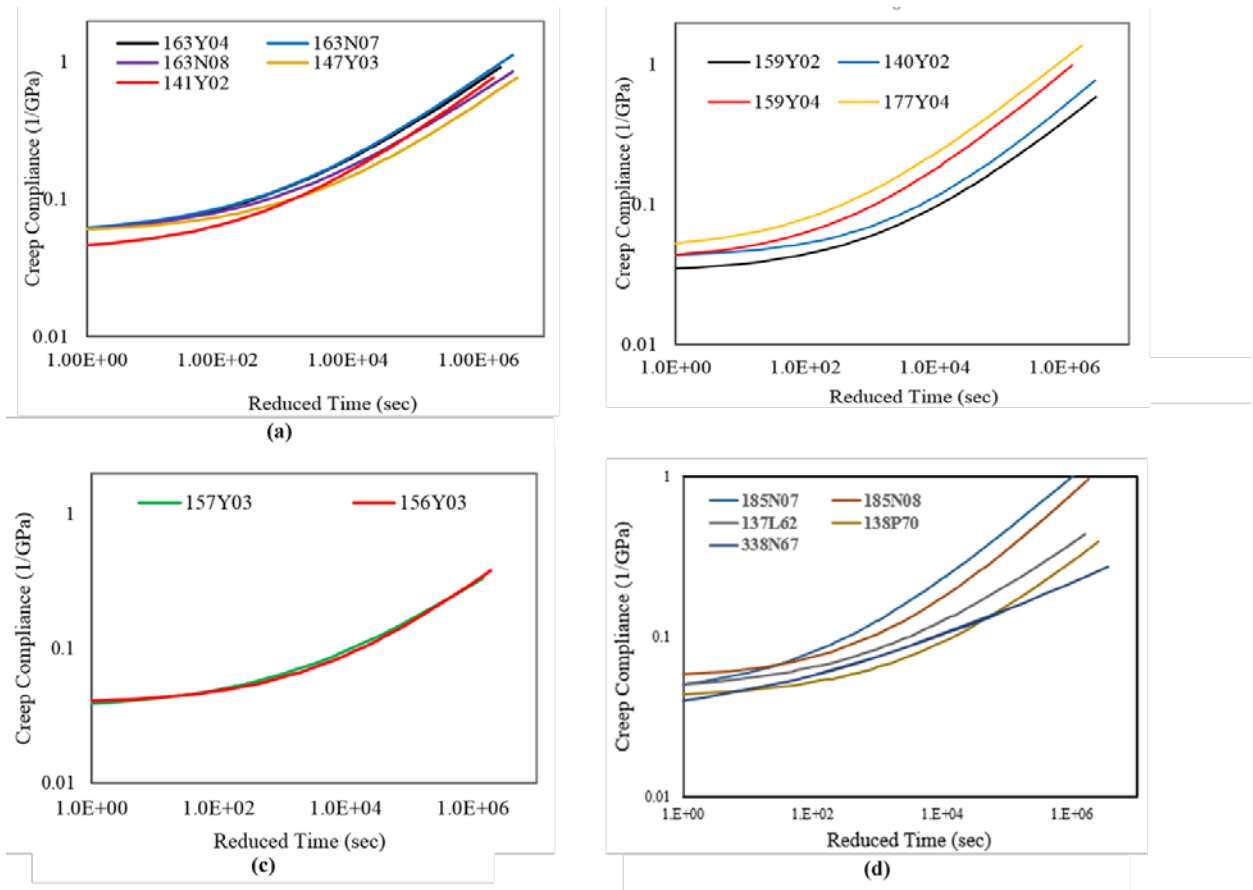 163Y04 163N07
163N08 147Y03
141Y02
Creep Compliance (1/GPa)
1
0.1
0.01
1.00E+00 1.00E+02 1.00E+04 1.00E+06
Reduced Time (sec)
(a)
159Y02 140Y02
159Y04 177Y04
Creep Compliance (1/GPa)
1
0.1
0.01
1.0E+00 1.0E+02 1.0E+04 1.0E+06
Reduced Time (sec)
157Y03 156Y03
Creep Compliance (1/GPa)
1
0.1
0.01
1.0E+00 1.0E+02 1.0E+04 1.0E+06
Reduced Time (sec)
(c)
185N07 185N08
137L62 138P70
338N67
Creep Compliance (1/GPa)
1
0.1
0.01
1.E+00 1.E+02 1.E+04 1.E+06
Reduced Time (sec)
(d)